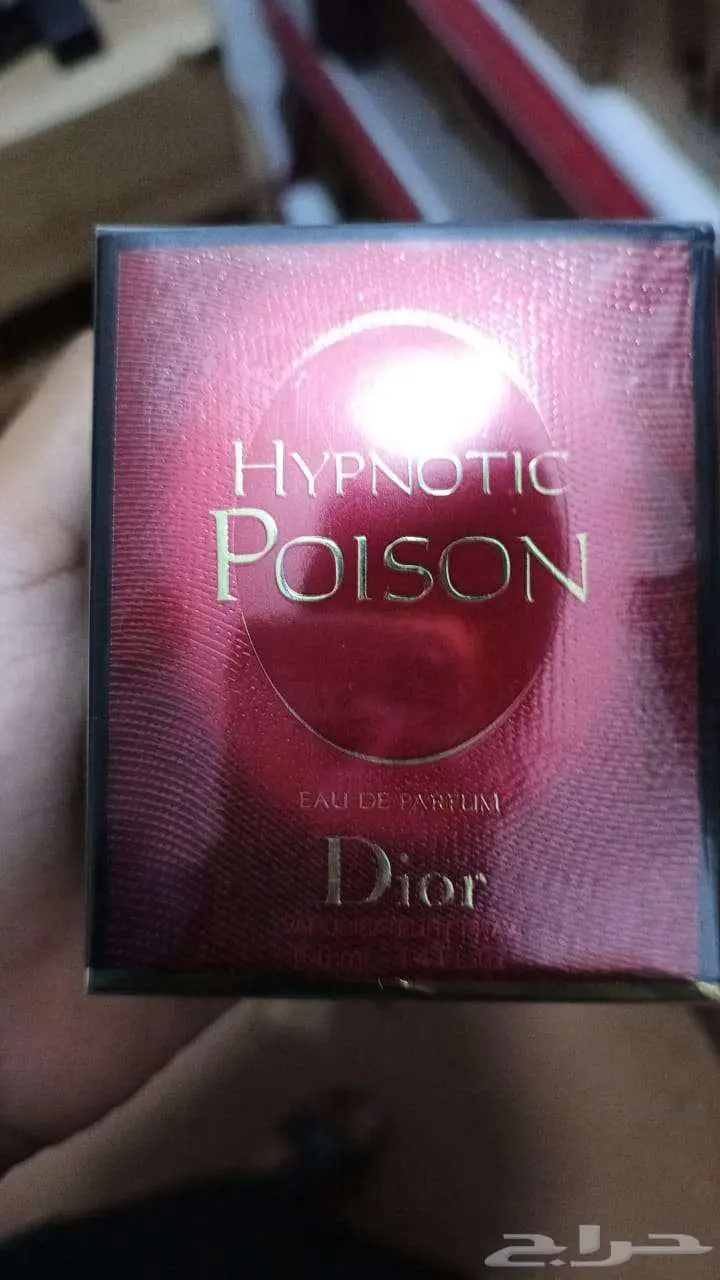 HYPNOTIC
POISON
EAU DE PARFUM
Dior
حراج